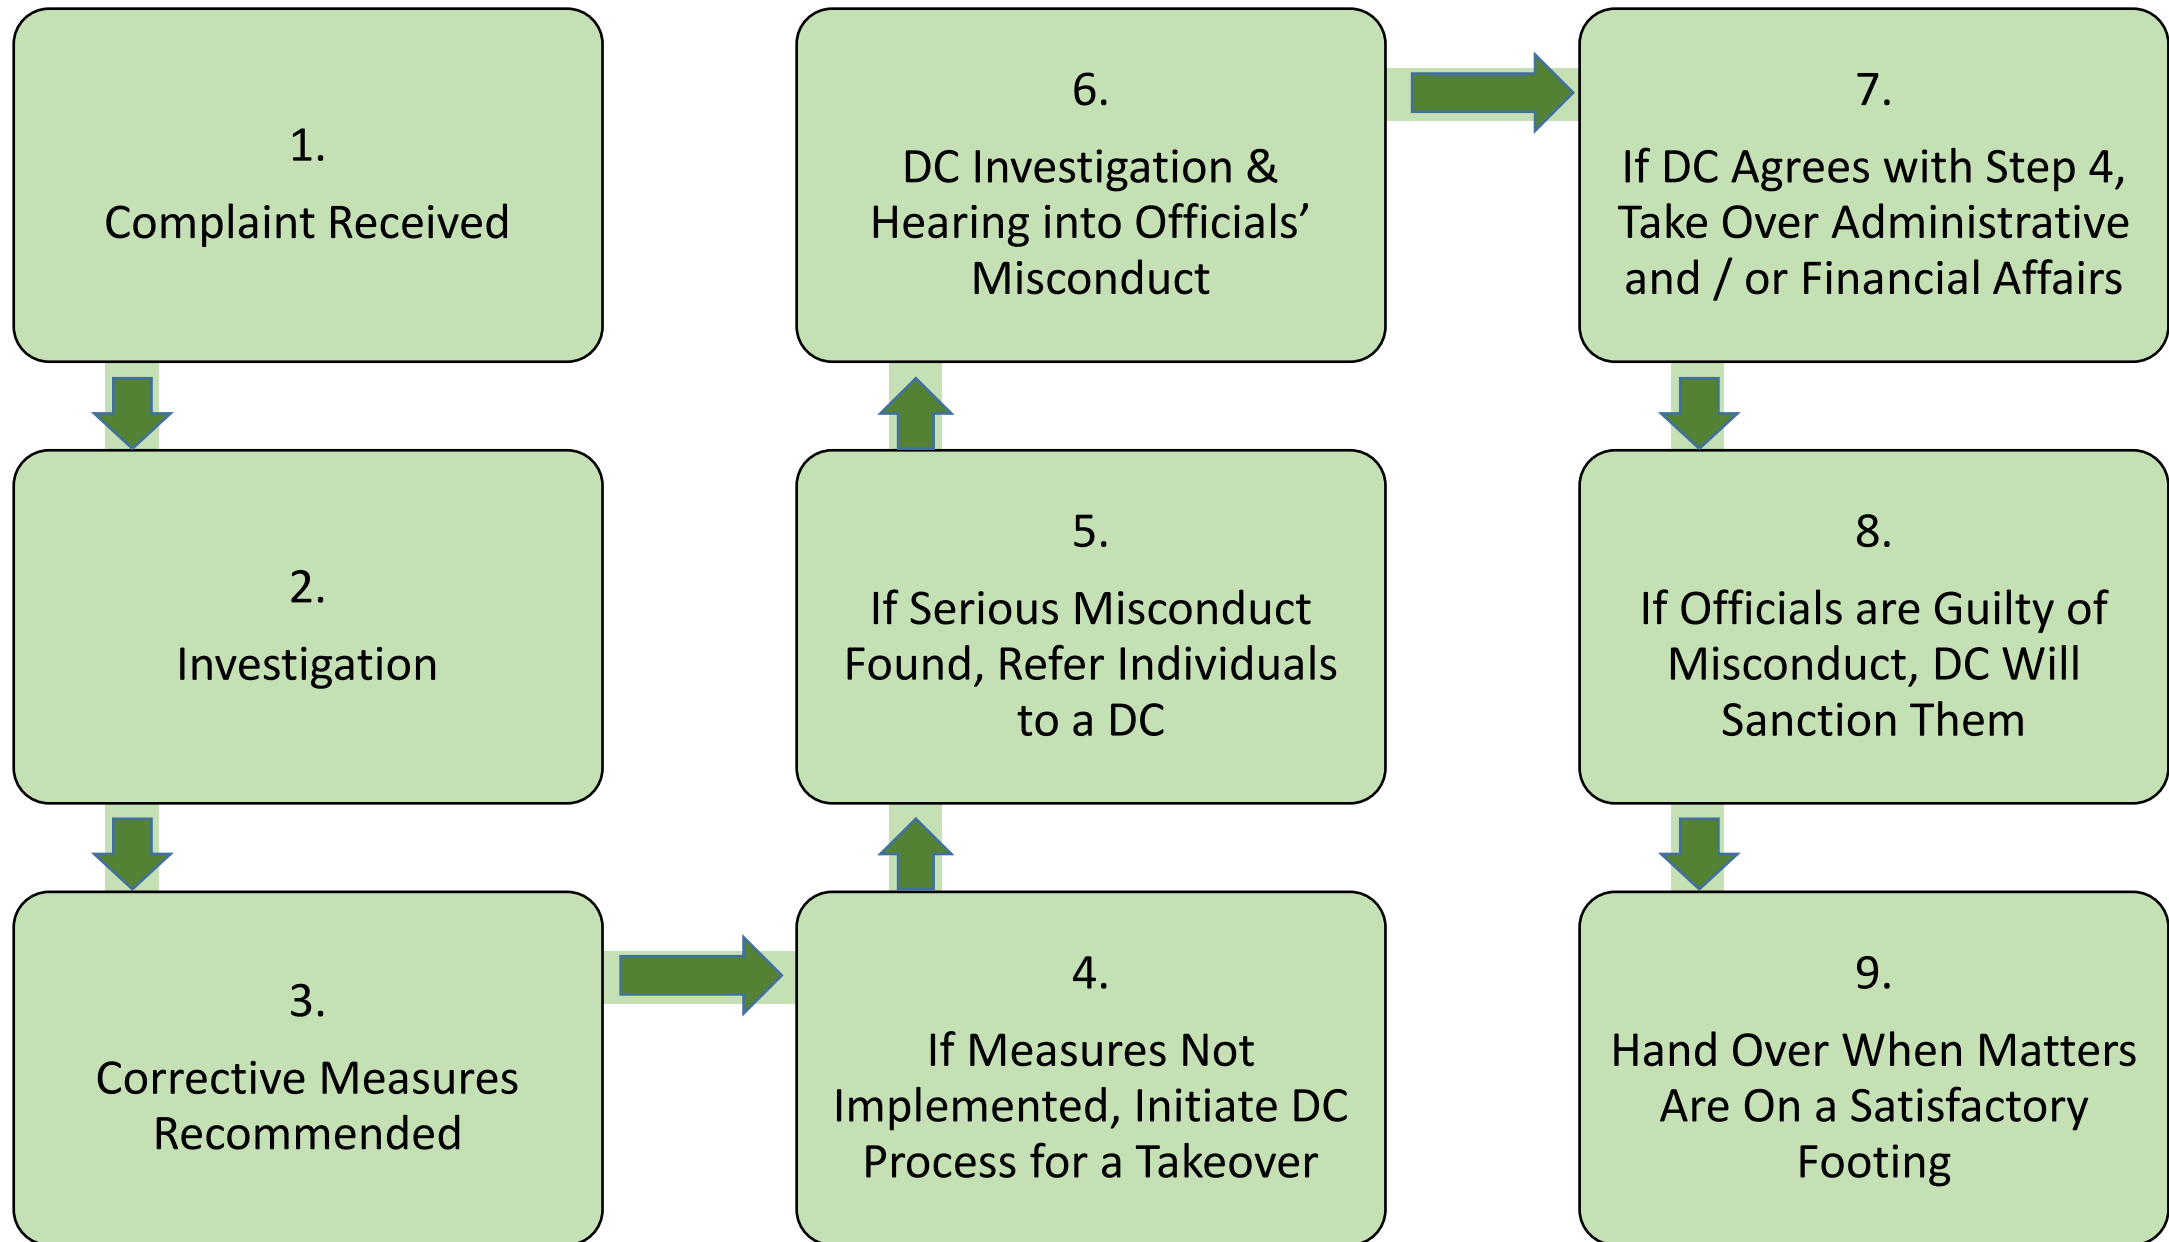 1.
Complaint Received
2.
Investigation
3.
Corrective Measures
Recommended
4.
If Measures Not
Implemented, Initiate DC
Process for a Takeover
5.
If Serious Misconduct
Found, Refer Individuals
to a DC
6.
DC Investigation &
Hearing into Officials’
Misconduct
7.
If DC Agrees with Step 4,
Take Over Administrative
and / or Financial Affairs
8.
If Officials are Guilty of
Misconduct, DC Will
Sanction Them
9.
Hand Over When Matters
Are On a Satisfactory
Footing